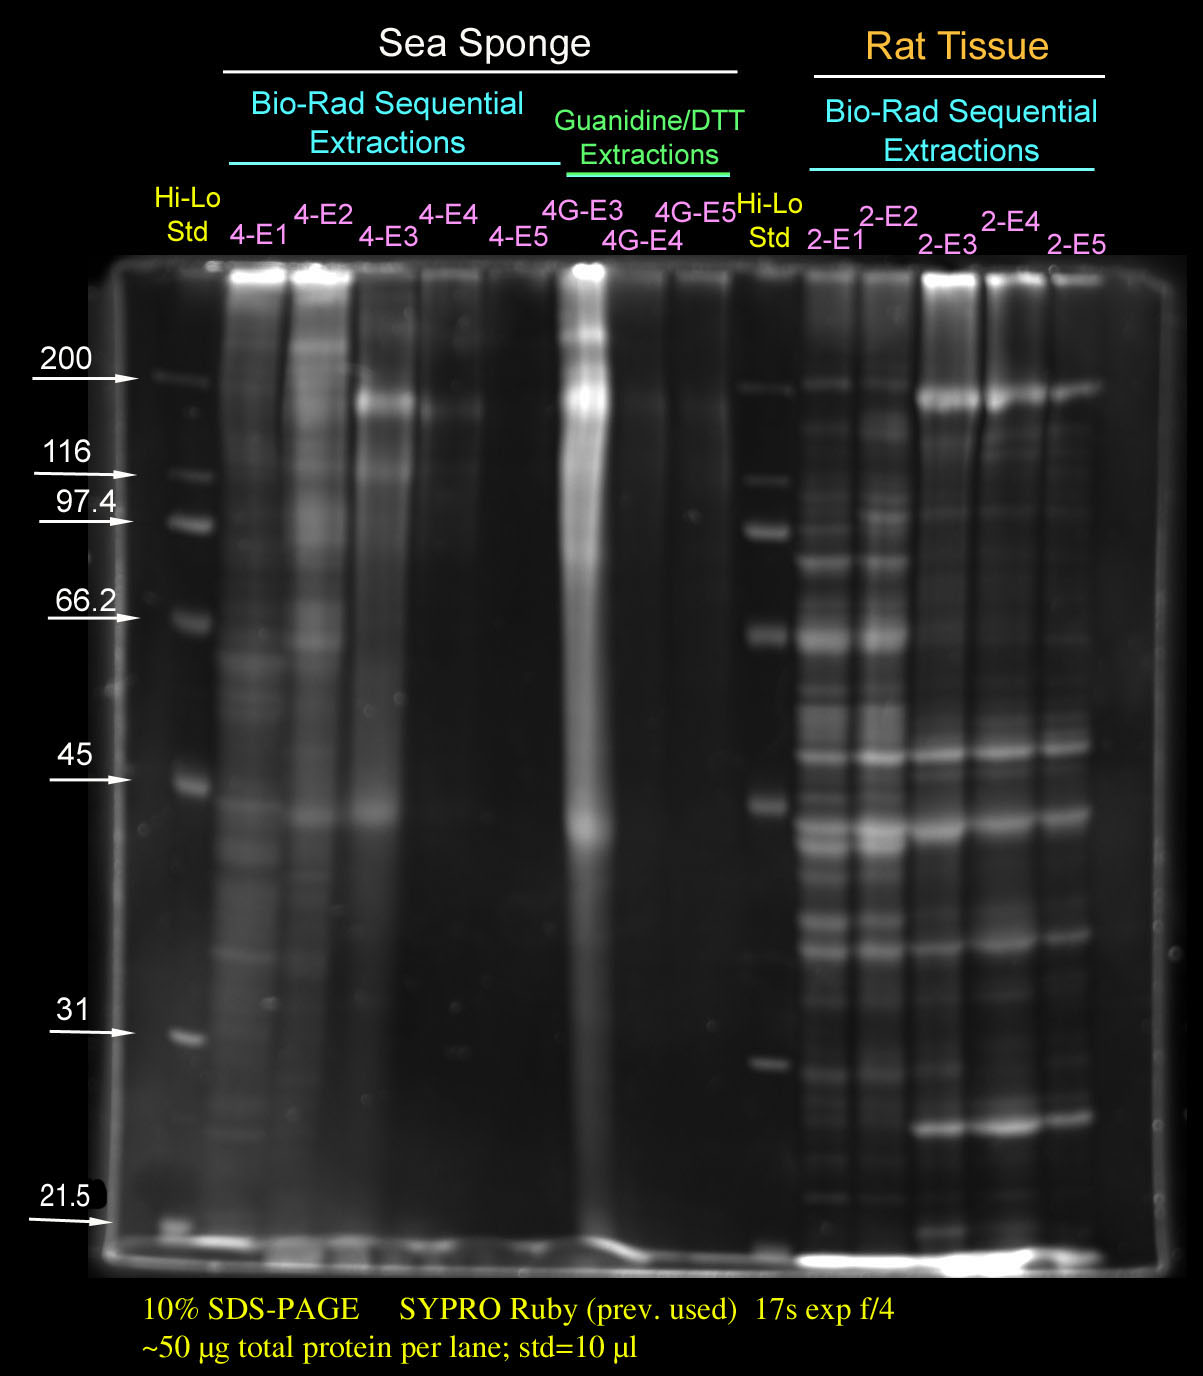 Sea Sponge
Rat Tissue
Bio-Rad Sequential
Extractions
Guanidine/DTT
Extractions
Bio-Rad Sequential
Extractions
Hi-Lo
Std
4-E1
4-E2
4-E3
4-E4
4-E5
4G-E3
4G-E4
4G-E5
Hi-Lo
Std
2-E1
2-E2
2-E3
2-E4
2-E5
200
116
97.4
66.2
45
31
21.5
10% SDS-PAGE SYPRO Ruby (prev. used) 17s exp f/4
~50 µg total protein per lane; std=10 µl